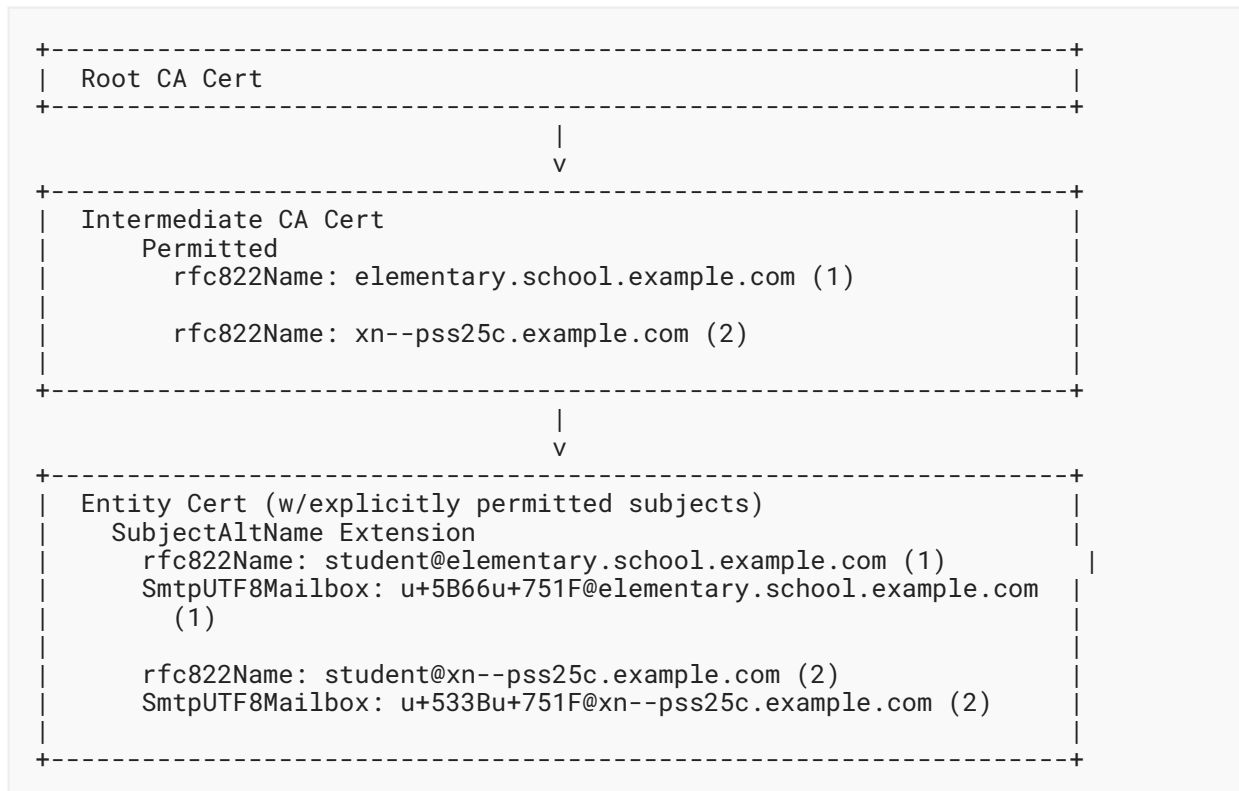 +-------------------------------------------------------------------+
|  Root CA Cert                                                     |
+-------------------------------------------------------------------+
                                  |
                                  v
+-------------------------------------------------------------------+
|  Intermediate CA Cert                                             |
|      Permitted                                                    |
|        rfc822Name: elementary.school.example.com (1)              |
|                                                                   |
|        rfc822Name: xn--pss25c.example.com (2)                     |
|                                                                   |
+-------------------------------------------------------------------+
                                  |
                                  v
+-------------------------------------------------------------------+
|  Entity Cert (w/explicitly permitted subjects)                    |
|    SubjectAltName Extension                                       |
|      rfc822Name: student@elementary.school.example.com (1)         |
|      SmtpUTF8Mailbox: u+5B66u+751F@elementary.school.example.com  |
|        (1)                                                        |
|                                                                   |
|      rfc822Name: student@xn--pss25c.example.com (2)               |
|      SmtpUTF8Mailbox: u+533Bu+751F@xn--pss25c.example.com (2)     |
|                                                                   |
+-------------------------------------------------------------------+